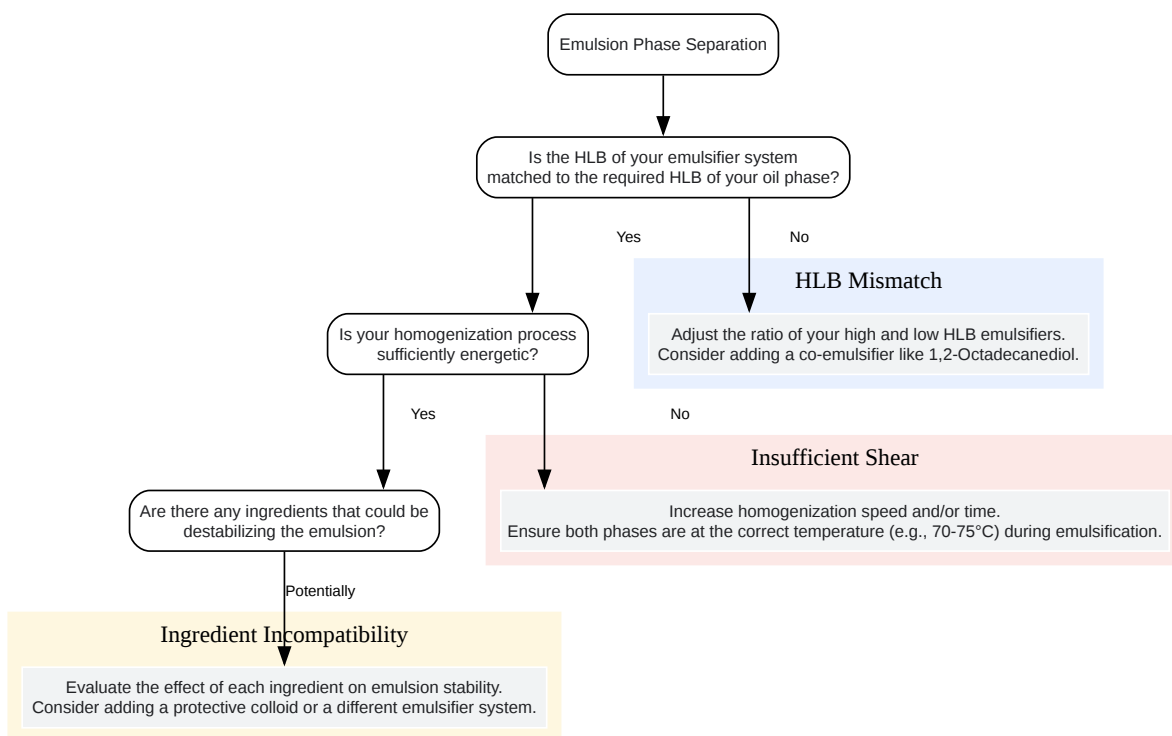 Emulsion Phase Separation
Is the HLB of your emulsifier system
matched to the required HLB of your oil phase?
Yes
No
HLB Mismatch
Is your homogenization process
sufficiently energetic?
Adjust the ratio of your high and low HLB emulsifiers.
Consider adding a co-emulsifier like 1,2-Octadecanediol.
Yes
No
Insufficient Shear
Are there any ingredients that could be
destabilizing the emulsion?
Increase homogenization speed and/or time.
Ensure both phases are at the correct temperature (e.g., 70-75°C) during emulsification.
Potentially
Ingredient Incompatibility
Evaluate the effect of each ingredient on emulsion stability.
Consider adding a protective colloid or a different emulsifier system.